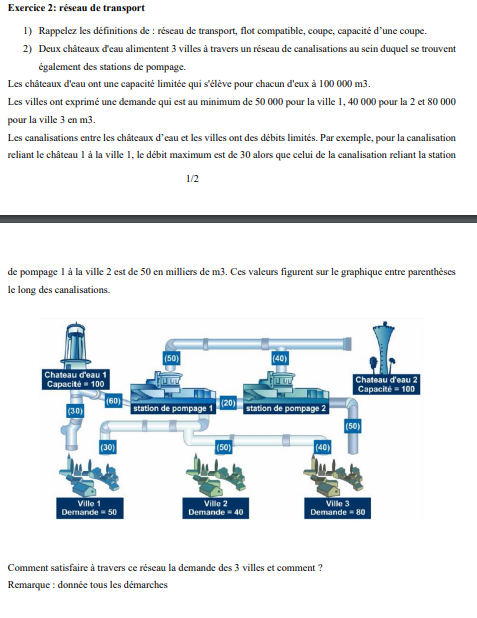 Exercice 2: réseau de transport
1) Rappelez les définitions de : réseau de transport, flot compatible, coupe, capacité d’une coupe.
2) Deux châteaux d'eau alimentent 3 villes à travers un réseau de canalisations au sein duquel se trouvent
également des stations de pompage.
Les châteaux d'eau ont une capacité limitée qui s'élève pour chacun d'eux à 100 000 m3.
Les villes ont exprimé une demande qui est au minimum de 50 000 pour la ville 1, 40 000 pour la 2 et 80 000
pour la ville 3 en m3.
Les canalisations entre les châteaux d’eau et les villes ont des débits limités. Par exemple, pour la canalisation
reliant le château 1 à la ville 1, le débit maximum est de 30 alors que celui de la canalisation reliant la station
1/2
de pompage 1 à la ville 2 est de 50 en milliers de m3. Ces valeurs figurent sur le graphique entre parenthèses
le long des canalisations.
(50)
(40)
Chateau d'eau 1
Capacité = 100
Chateau d'eau 2
Capacité = 100
(60)
(30)
station de pompage 1
(20)
station de pompage 2
(50)
(30)
(50)
(40)
Ville 1
Demande = 50
Ville 2
Demande = 40
Ville 3
Demande = 80
Comment satisfaire à travers ce réseau la demande des 3 villes et comment ?
Remarque : donnée tous les démarches